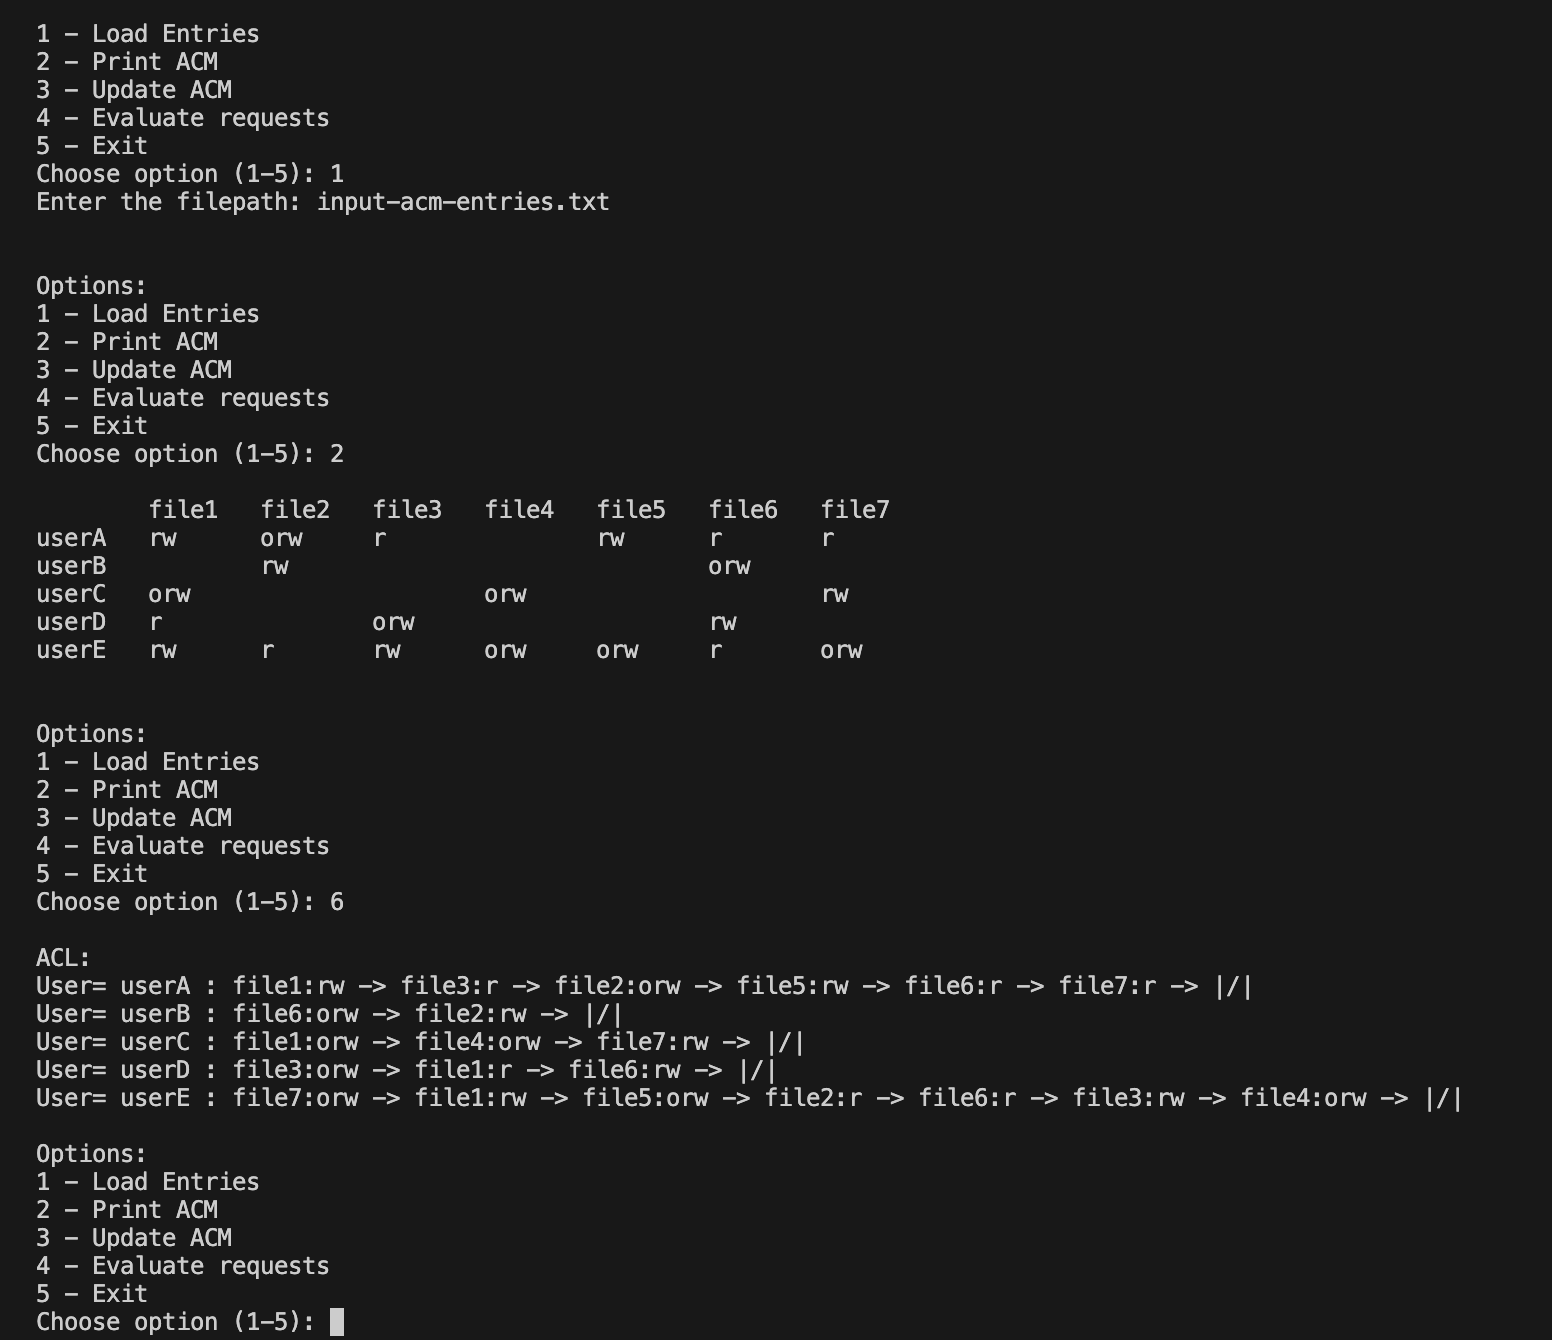 1 – Load Entries
2 – Print ACM
3 – Update ACM
4 – Evaluate requests
5 – Exit
Choose option (1–5): 1
Enter the filepath: input–acm–entries.txt
Options:
1 – Load Entries
2 – Print ACM
3 – Update ACM
4 – Evaluate requests
5 – Exit
Choose option (1–5): 2
        file1   file2   file3   file4   file5   file6   file7
userA   rw      orw     r               rw      r       r
userB           rw                              orw
userC   orw                     orw                     rw
userD   r               orw                     rw
userE   rw      r       rw      orw     orw     r       orw
Options:
1 – Load Entries
2 – Print ACM
3 – Update ACM
4 – Evaluate requests
5 – Exit
Choose option (1–5): 6
ACL:
User= userA : file1:rw –> file3:r –> file2:orw –> file5:rw –> file6:r –> file7:r –> |/|
User= userB : file6:orw –> file2:rw –> |/|
User= userC : file1:orw –> file4:orw –> file7:rw –> |/|
User= userD : file3:orw –> file1:r –> file6:rw –> |/|
User= userE : file7:orw –> file1:rw –> file5:orw –> file2:r –> file6:r –> file3:rw –> file4:orw –> |/|
Options:
1 – Load Entries
2 – Print ACM
3 – Update ACM
4 – Evaluate requests
5 – Exit
Choose option (1–5):